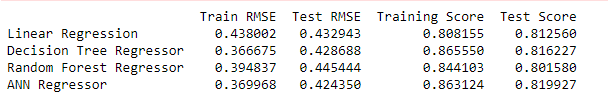 Train RMSE Test RMSE Training Score Test Score
Linear Regression 0.438002 0.432943 0.808155 0.812560
Decision Tree Regressor 0.366675 0.428688 0.865550 0.816227
Random Forest Regressor 0.394837 0.445444 0.844103 0.801580
ANN Regressor 0.369968 0.424350 0.863124 0.819927